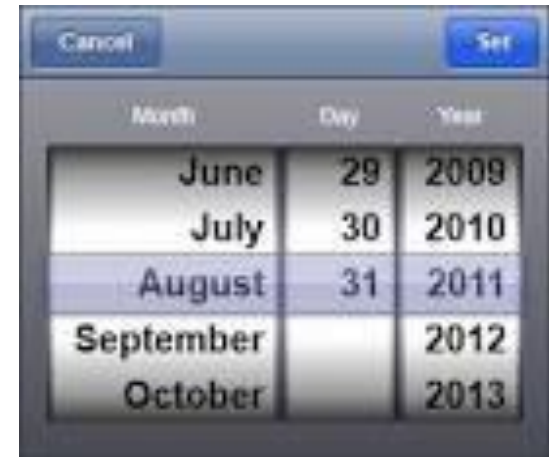 Cancel Set
Month Day Year
June 29 2009
July 30 2010
August 31 2011
September 2012
October 2013